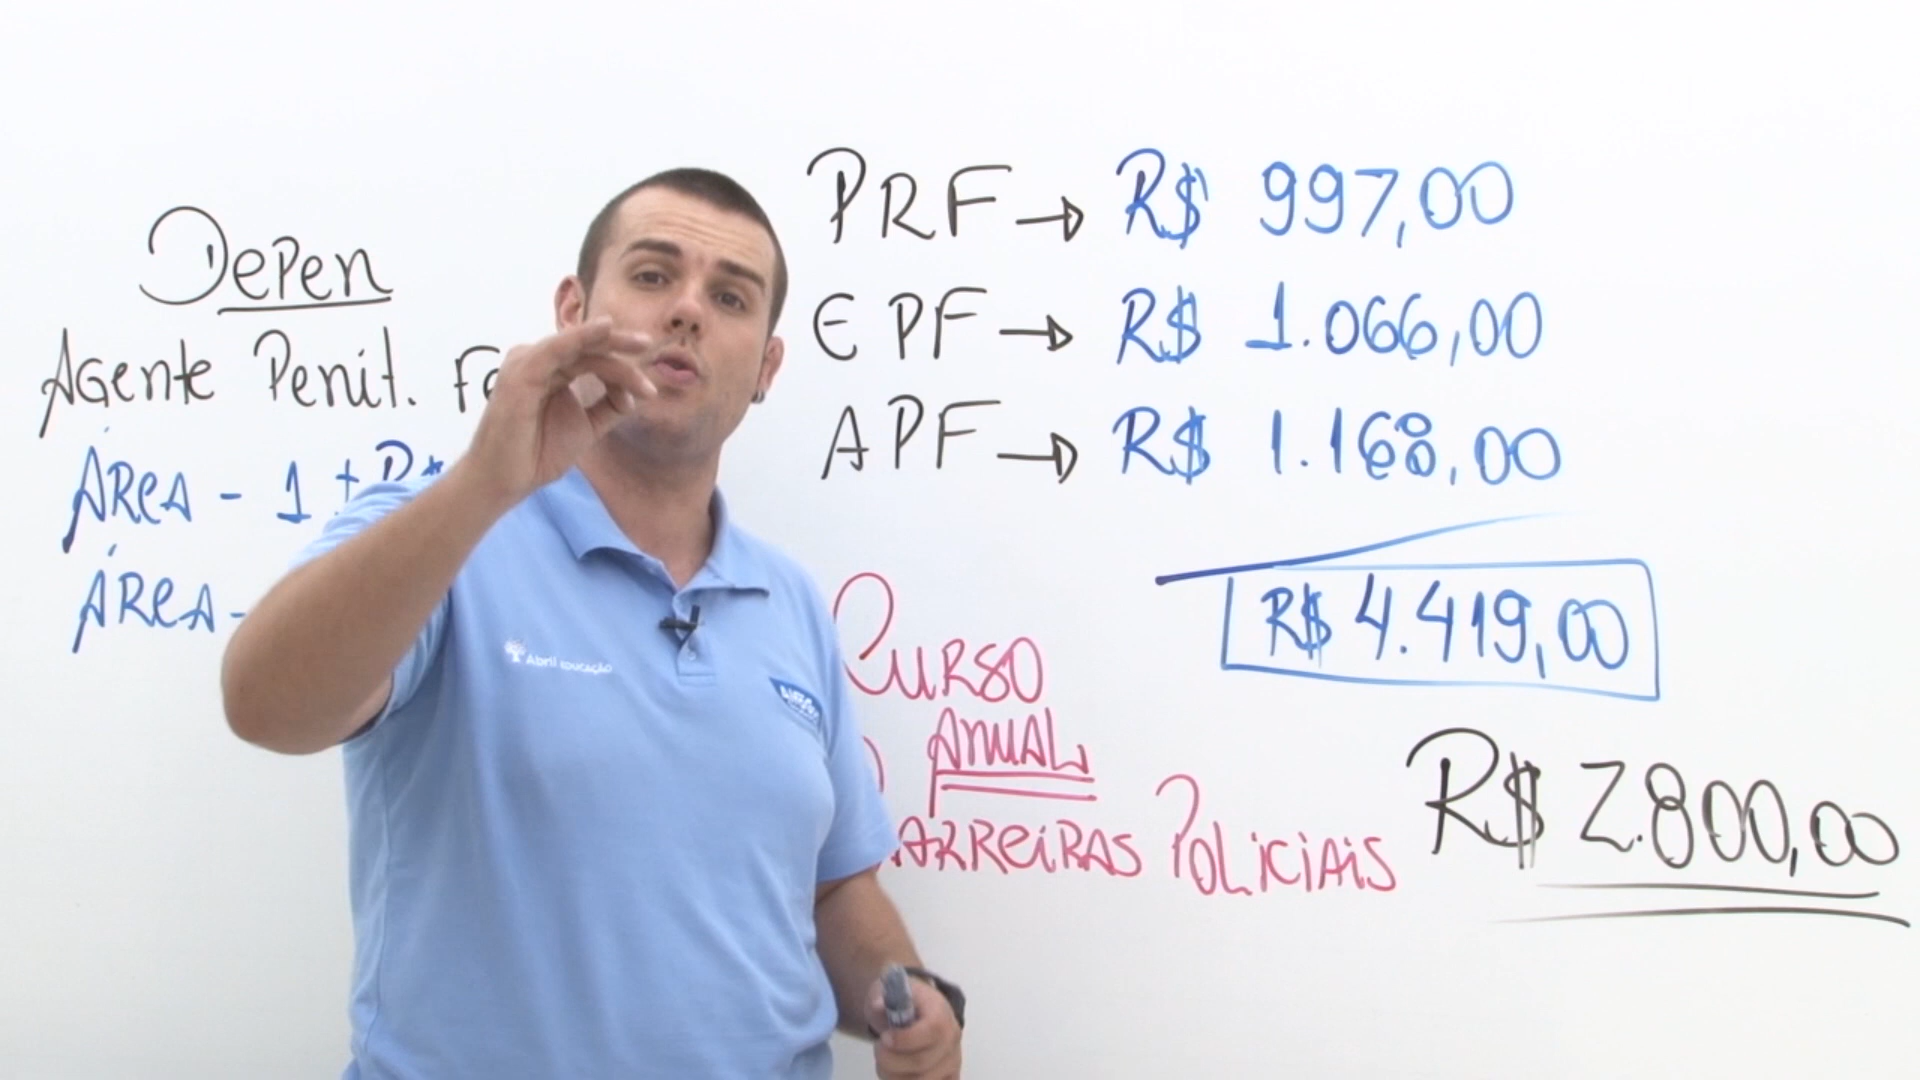 Depen
Agente Penit.
ÁREA - 1 ±
ÁREA -
PRF → R$ 997,00
EPF → R$ 1.066,00
APF → R$ 1.168,00
R$ 4.419,00
Curso
Anual
Carreiras Policiais
R$ 2.800,00
Abril EDUCAÇÃO